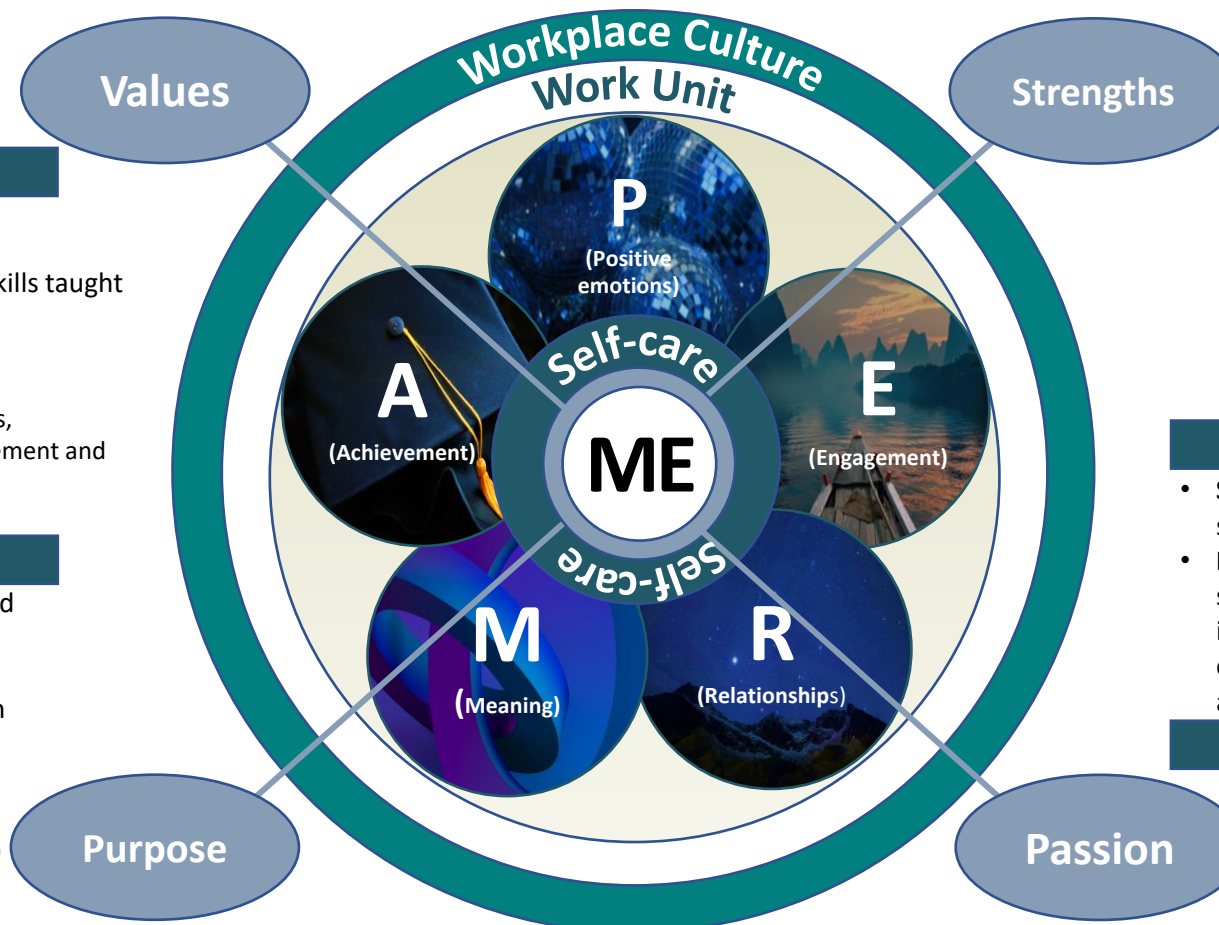 Workplace Culture
Work Unit
Values
Strengths
P
(Positive
emotions)
kills taught
A
(Achievement)
E
(Engagement)
Self-care
ME
Self-care
s,
ement and
d
n
M
(Meaning)
R
(Relationships)
• S
s
• 
s
i
a
Purpose
Passion